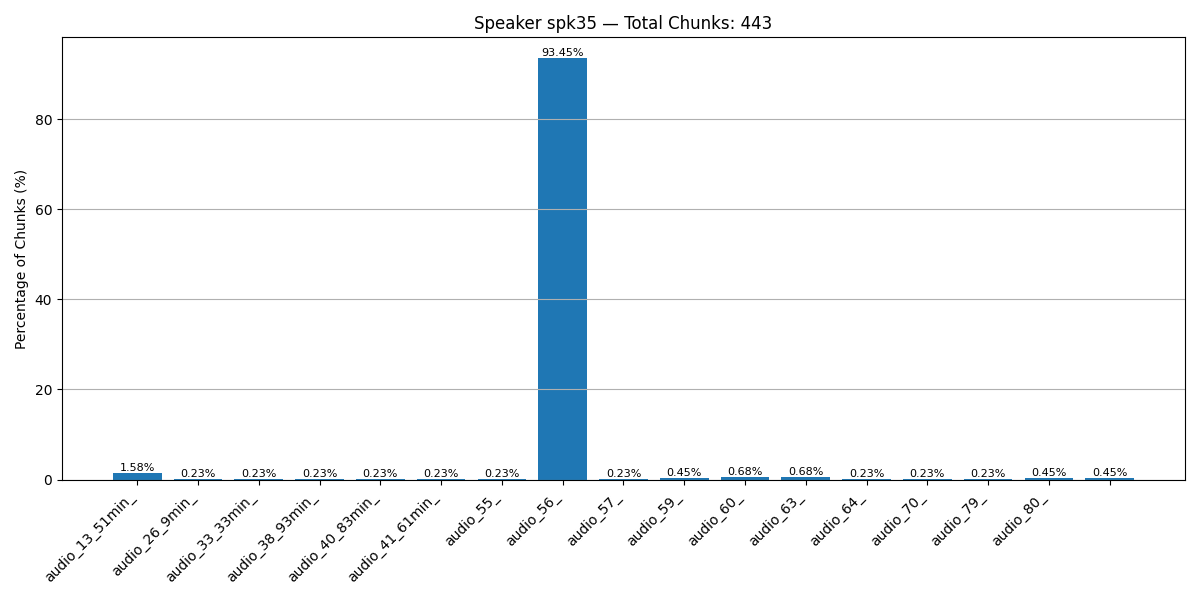 Speaker spk35 — Total Chunks: 443
Percentage of Chunks (%)
80
60
40
20
0
1.58%
0.23%
0.23%
0.23%
0.23%
0.23%
0.23%
93.45%
0.23%
0.45%
0.68%
0.68%
0.23%
0.23%
0.23%
0.45%
0.45%
audio_13_51min_
audio_26_9min_
audio_33_33min_
audio_38_93min_
audio_40_83min_
audio_41_61min_
audio_55_
audio_56_
audio_57_
audio_59_
audio_60_
audio_63_
audio_64_
audio_70_
audio_79_
audio_80_